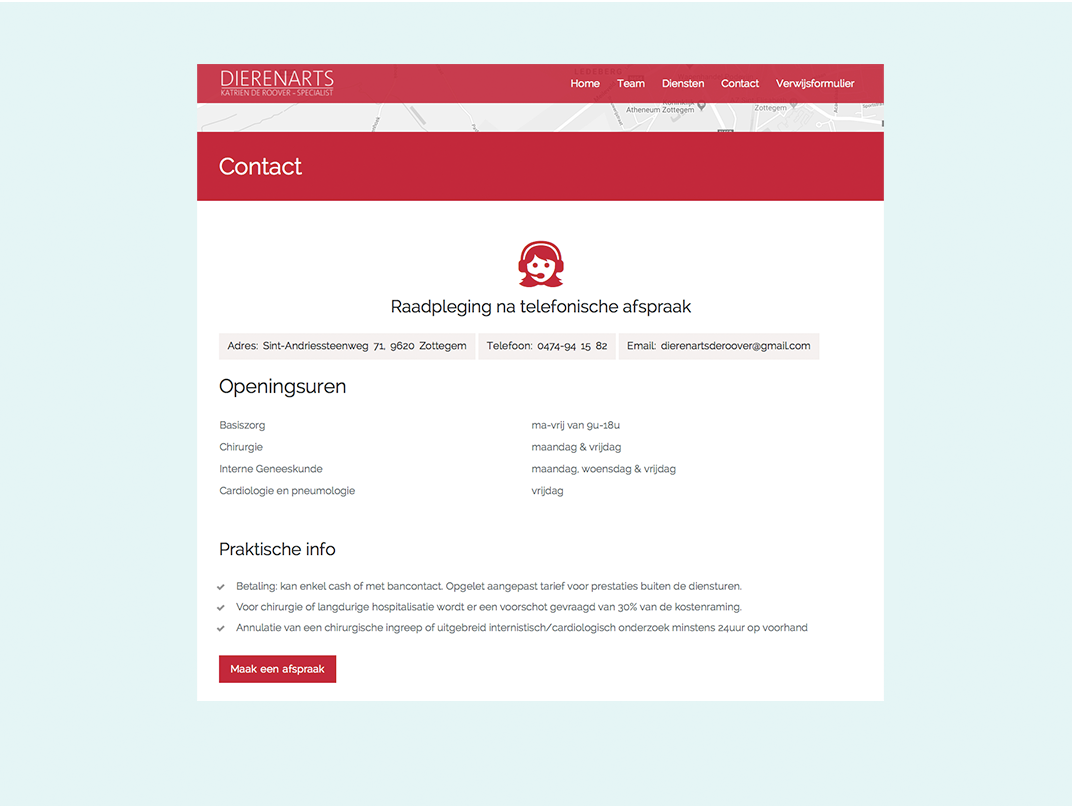 DIERENARTS
KATRIEN DE ROOVER - SPECIALIST
Home Team Diensten Contact Verwijsformulier
Atheneum Zottegem
Zottegem
Contact
Raadpleging na telefonische afspraak
Adres: Sint-Andriessteenweg 71, 9620 Zottegem Telefoon: 0474-94 15 82 Email: dierenartsderoover@gmail.com
Openingsuren
Basiszorg ma-vrij van 9u-18u
Chirurgie maandag & vrijdag
Interne Geneeskunde maandag, woensdag & vrijdag
Cardiologie en pneumologie vrijdag
Praktische info
Betaling: kan enkel cash of met bancontact. Opgelet aangepast tarief voor prestaties buiten de diensturen.
Voor chirurgie of langdurige hospitalisatie wordt er een voorschot gevraagd van 30% van de kostenraming.
Annulatie van een chirurgische ingreep of uitgebreid internistisch/cardiologisch onderzoek minstens 24uur op voorhand
Maak een afspraak